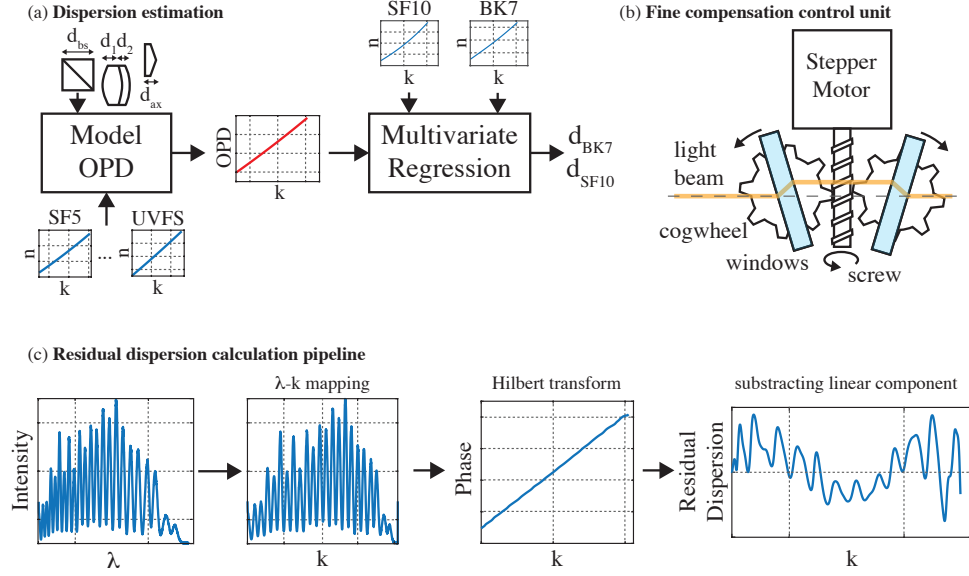 (a) Dispersion estimation
d_bs
d_1 d_2
d_ax
Model
OPD
SF5
n
k
...
UVFS
n
k
OPD
k
SF10
n
k
BK7
n
k
Multivariate
Regression
d_BK7
d_SF10
(b) Fine compensation control unit
Stepper
Motor
light
beam
cogwheel
windows
screw
(c) Residual dispersion calculation pipeline
Intensity
λ
λ-k mapping
k
Hilbert transform
Phase
k
substracting linear component
Residual
Dispersion
k